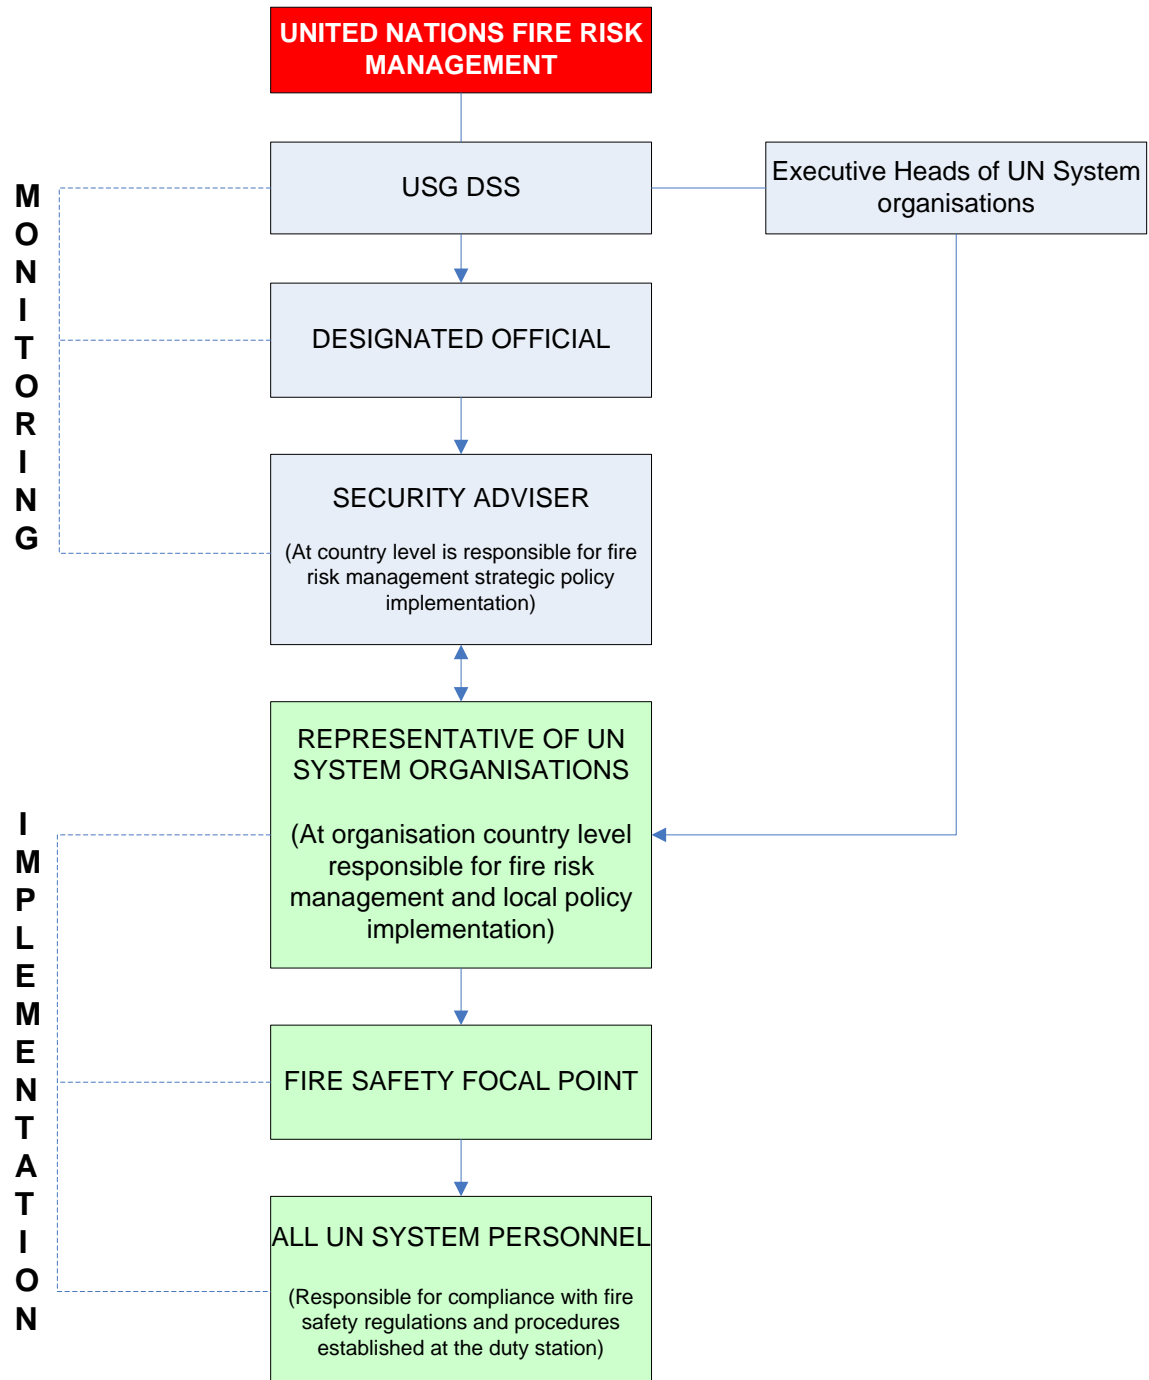 UNITED NATIONS FIRE RISK
MANAGEMENT
USG DSS
Executive Heads of UN System
organisations
MONITORING
DESIGNATED OFFICIAL
SECURITY ADVISER
(At country level is responsible for fire
risk management strategic policy
implementation)
REPRESENTATIVE OF UN
SYSTEM ORGANISATIONS
(At organisation country level
responsible for fire risk
management and local policy
implementation)
IMPLEMENTATION
FIRE SAFETY FOCAL POINT
ALL UN SYSTEM PERSONNEL
(Responsible for compliance with fire
safety regulations and procedures
established at the duty station)